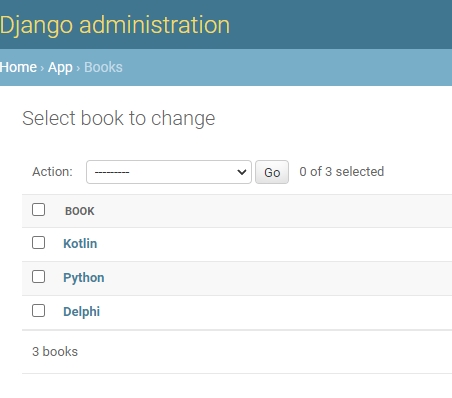 Django administration
Home › App › Books
Select book to change
Action: --------- Go 0 of 3 selected
BOOK
Kotlin
Python
Delphi
3 books